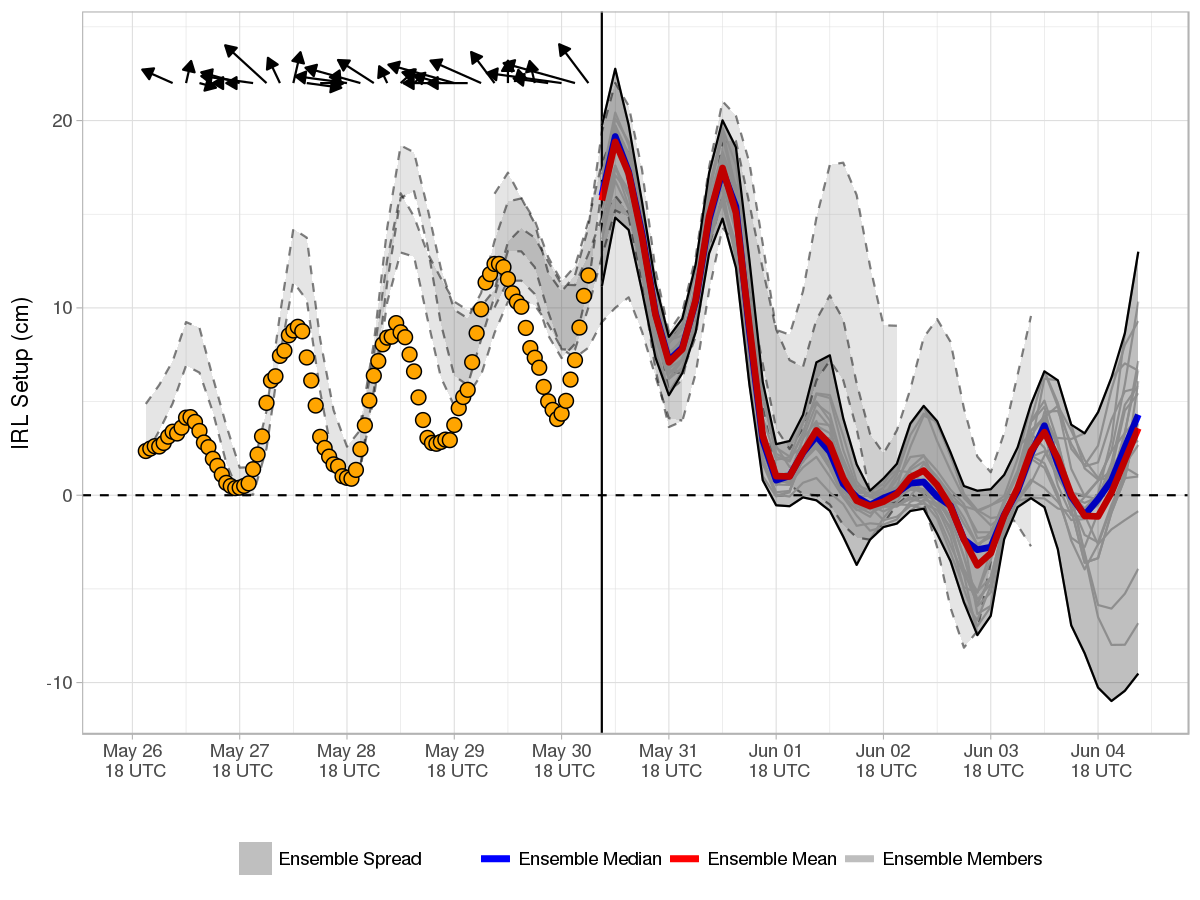 IRL Setup (cm)
20
10
0
-10
May 26 May 27 May 28 May 29 May 30 May 31 Jun 01 Jun 02 Jun 03 Jun 04
18 UTC 18 UTC 18 UTC 18 UTC 18 UTC 18 UTC 18 UTC 18 UTC 18 UTC 18 UTC
Ensemble Spread Ensemble Median Ensemble Mean Ensemble Members